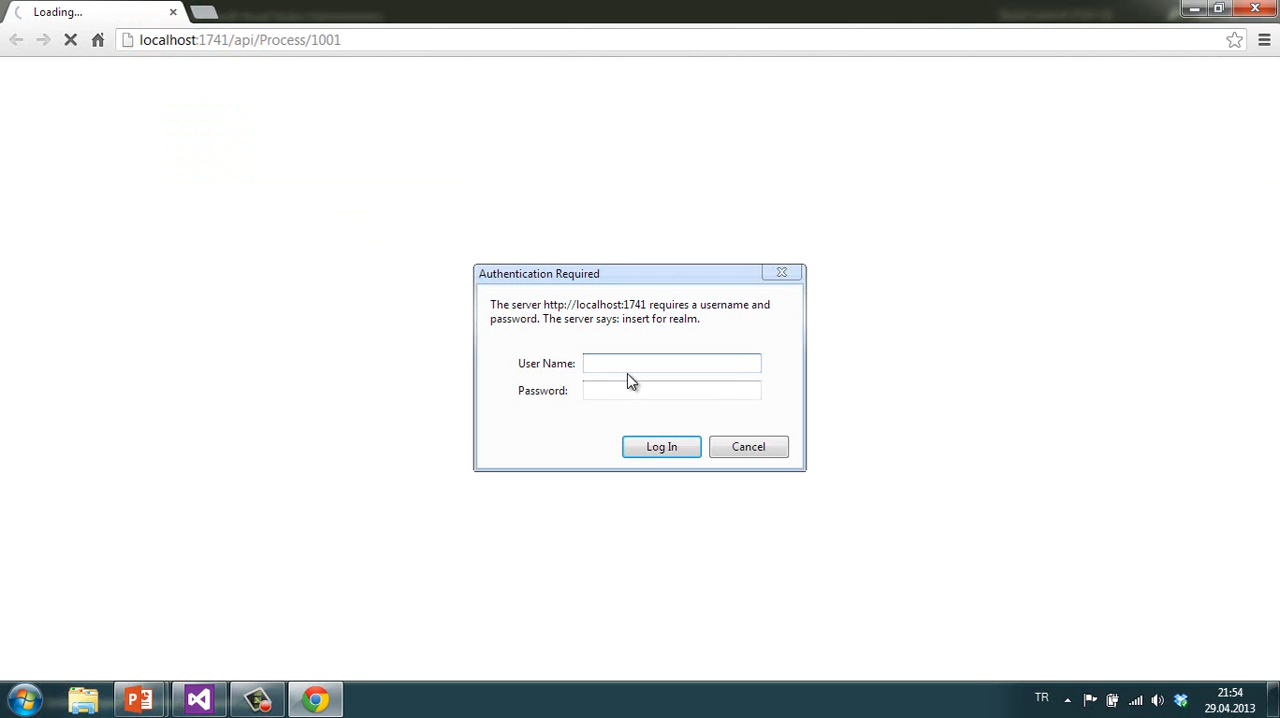 Loading...
localhost:1741/api/Process/1001
Authentication Required
The server http://localhost:1741 requires a username and
password. The server says: insert for realm.
User Name:
Password:
Log In
Cancel
TR
21:54
29.04.2013